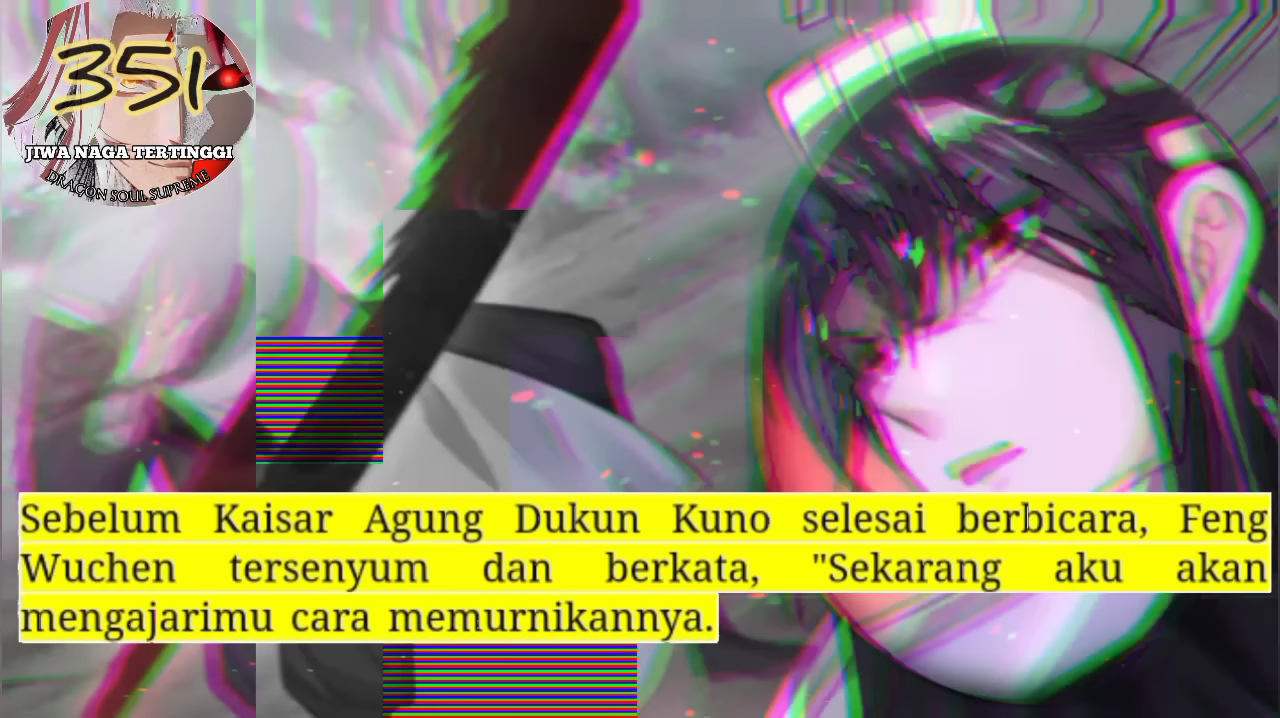 351
JIWA NAGA TERTINGGI
DRAGON SOUL SUPREME
Sebelum Kaisar Agung Dukun Kuno selesai berbicara, Feng
Wuchen tersenyum dan berkata, "Sekarang aku akan
mengajarimu cara memurnikannya.